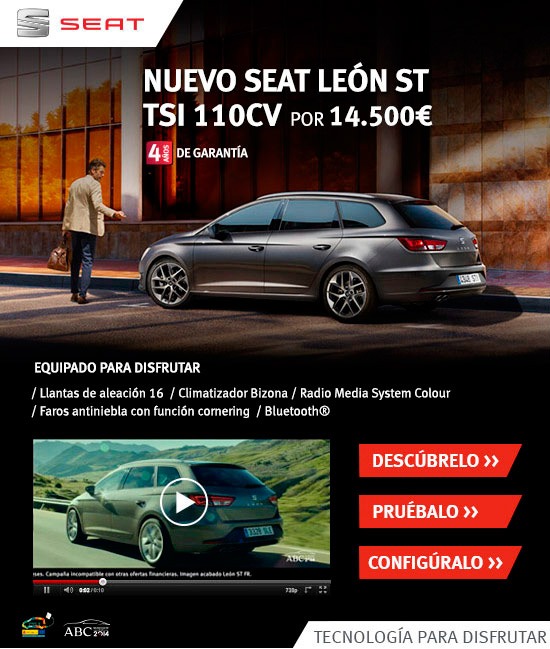 SEAT
NUEVO SEAT LEÓN ST
TSI 110CV POR 14.500€
4 AÑOS DE GARANTÍA
EQUIPADO PARA DISFRUTAR
/ Llantas de aleación 16 / Climatizador Bizona / Radio Media System Colour
/ Faros antiniebla con función cornering / Bluetooth®
DESCÚBRELO >>
PRUÉBALO >>
CONFIGÚRALO >>
ABC
nses. Campaña incompatible con otras ofertas financieras. Imagen acabado León ST FR.
0:02 / 0:10
720p
ABC
2014
TECNOLOGÍA PARA DISFRUTAR